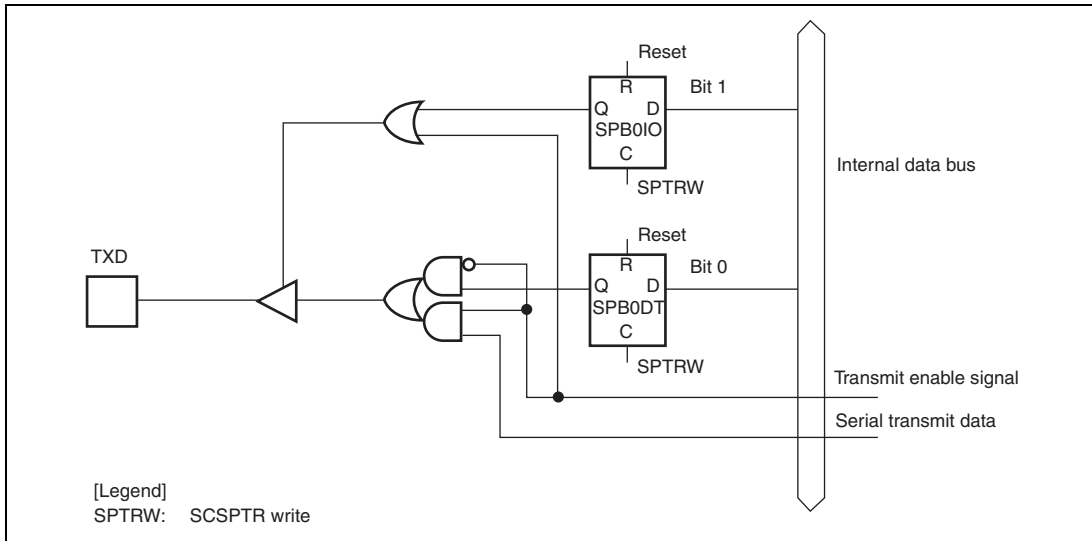 Reset
R
Bit 1
Q D
SPB0IO
C
SPTRW
Internal data bus
Reset
R
Bit 0
Q D
SPB0DT
C
SPTRW
TXD
Transmit enable signal
Serial transmit data
[Legend]
SPTRW: SCSPTR write